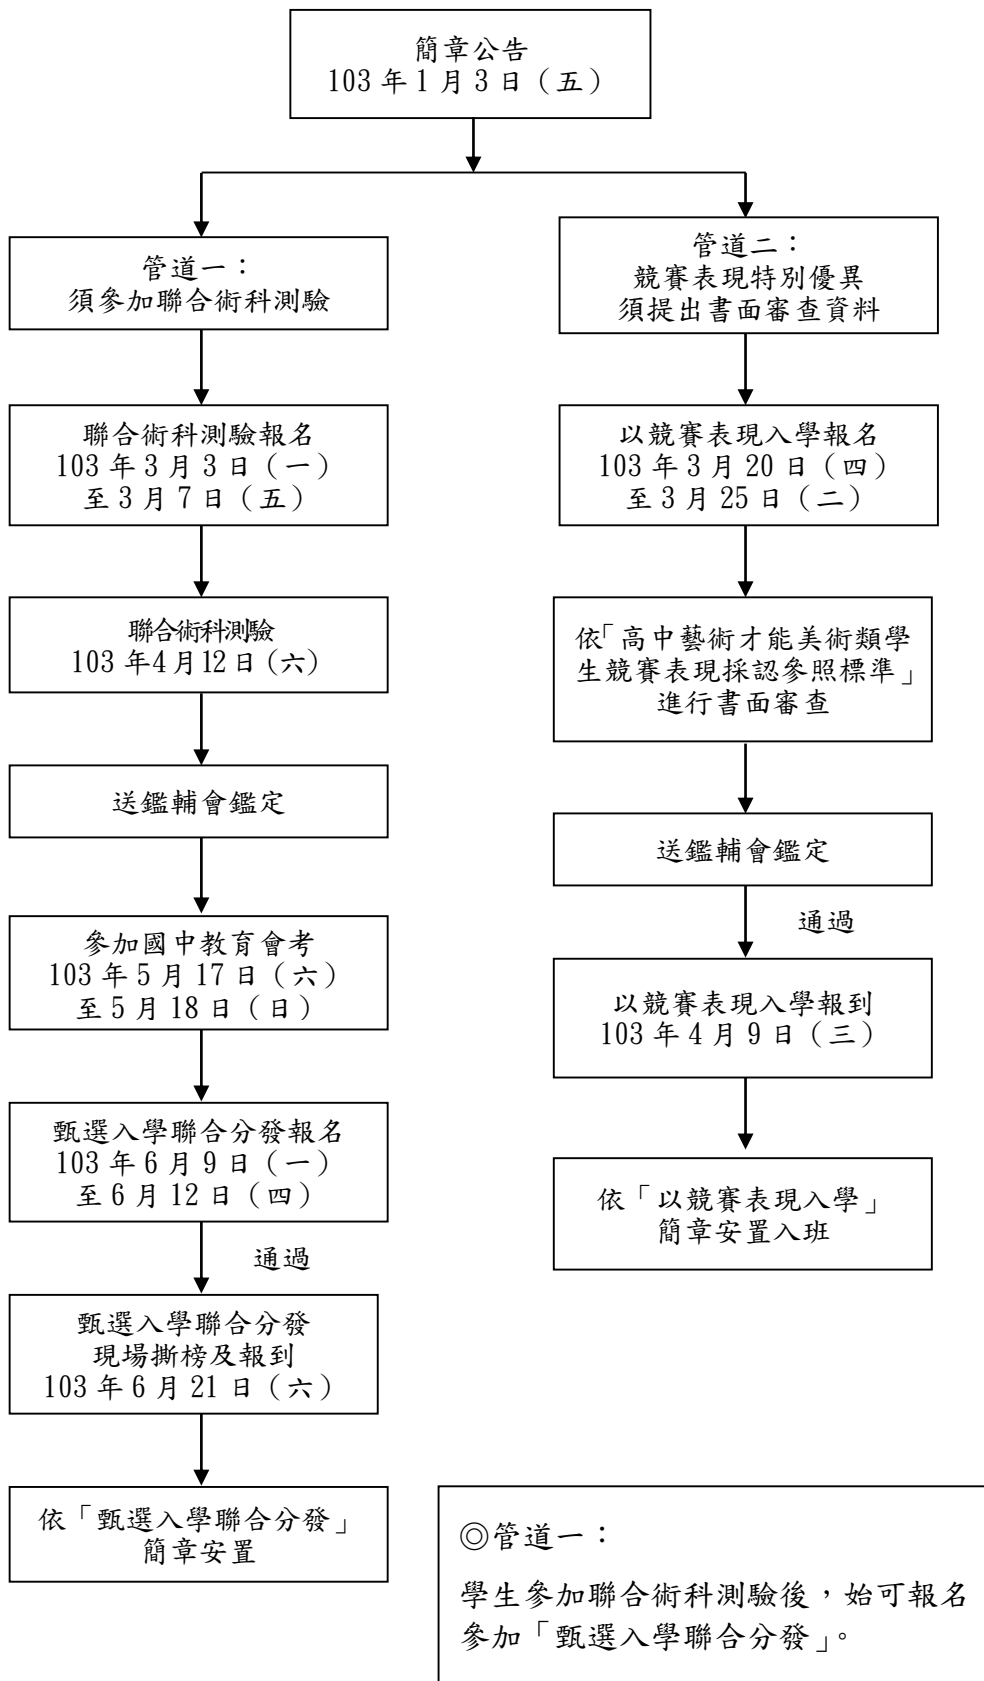 簡章公告
103 年 1 月 3 日（五）
管道一：
須參加聯合術科測驗
聯合術科測驗報名
103 年 3 月 3 日（一）
至 3 月 7 日（五）
聯合術科測驗
103 年4 月12 日（六）
送鑑輔會鑑定
參加國中教育會考
103 年 5 月 17 日（六）
至 5 月 18 日（日）
甄選入學聯合分發報名
103 年 6 月 9 日（一）
至 6 月 12 日（四）
通過
甄選入學聯合分發
現場撕榜及報到
103 年 6 月 21 日（六）
依「甄選入學聯合分發」
簡章安置
管道二：
競賽表現特別優異
須提出書面審查資料
以競賽表現入學報名
103 年 3 月 20 日（四）
至 3 月 25 日（二）
依「高中藝術才能美術類學
生競賽表現採認參照標準」
進行書面審查
送鑑輔會鑑定
通過
以競賽表現入學報到
103 年 4 月 9 日（三）
依「以競賽表現入學」
簡章安置入班
◎管道一：
學生參加聯合術科測驗後，始可報名
參加「甄選入學聯合分發」。